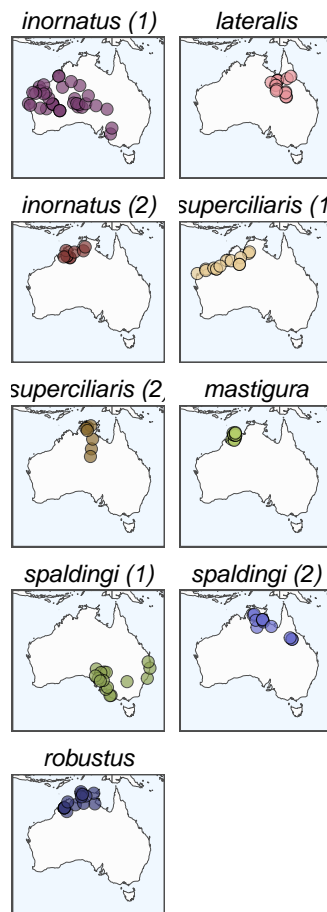 inornatus (1)
lateralis
inornatus (2)
superciliaris (1
superciliaris (2)
mastigura
spaldingi (1)
spaldingi (2)
robustus